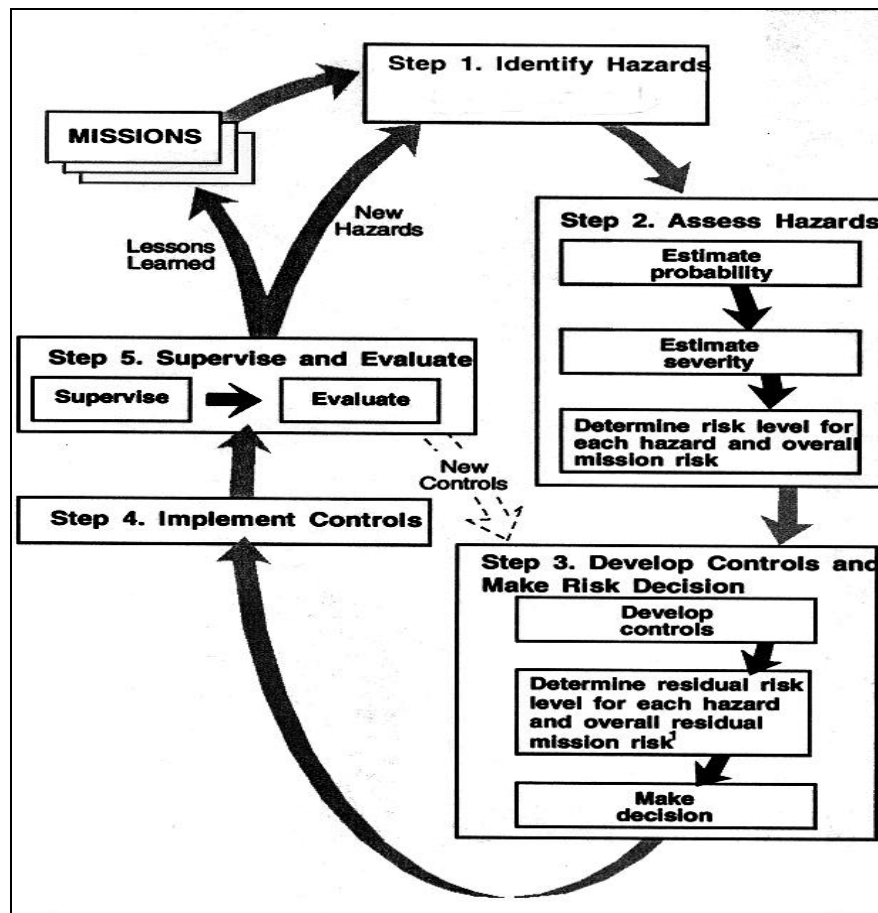 Step 1. Identify Hazards
MISSIONS
New
Hazards
Lessons
Learned
Step 2. Assess Hazards
Estimate
probability
Estimate
severity
Determine risk level for
each hazard and overall
mission risk
Step 5. Supervise and Evaluate
Supervise
Evaluate
New
Controls
Step 4. Implement Controls
Step 3. Develop Controls and
Make Risk Decision
Develop
controls
Determine residual risk
level for each hazard
and overall residual
mission risk
Make
decision